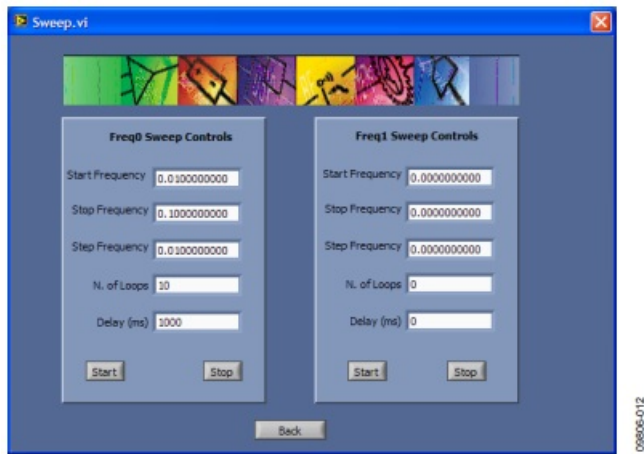 Sweep.vi
Freq0 Sweep Controls
Start Frequency 0.0100000000
Stop Frequency 0.1000000000
Step Frequency 0.0100000000
N. of Loops 10
Delay (ms) 1000
Start Stop
Freq1 Sweep Controls
Start Frequency 0.0000000000
Stop Frequency 0.0000000000
Step Frequency 0.0000000000
N. of Loops 0
Delay (ms) 0
Start Stop
Back
09806-012